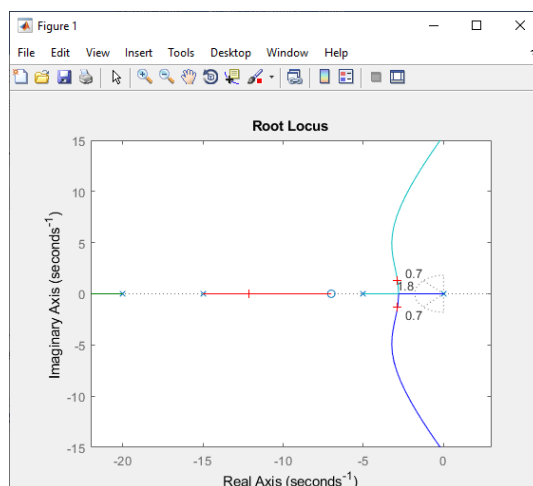 Figure 1
File Edit View Insert Tools Desktop Window Help
Root Locus
15
10
5
0
-5
-10
-15
0.7
1.8
0.7
-20 -15 -10 -5 0
Imaginary Axis (seconds⁻¹)
Real Axis (seconds⁻¹)